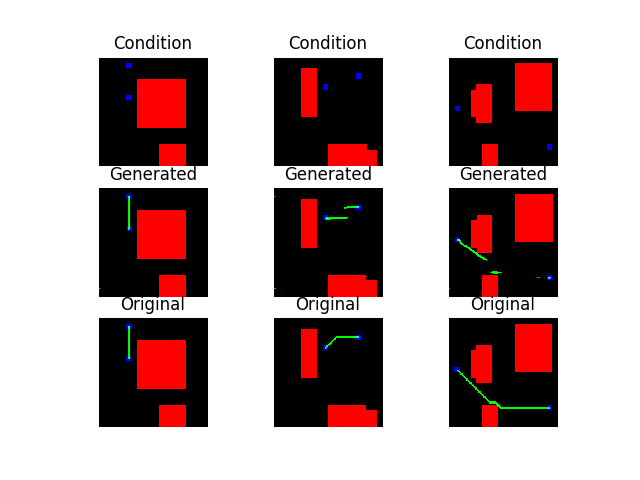 Condition Condition Condition
Generated Generated Generated
Original Original Original